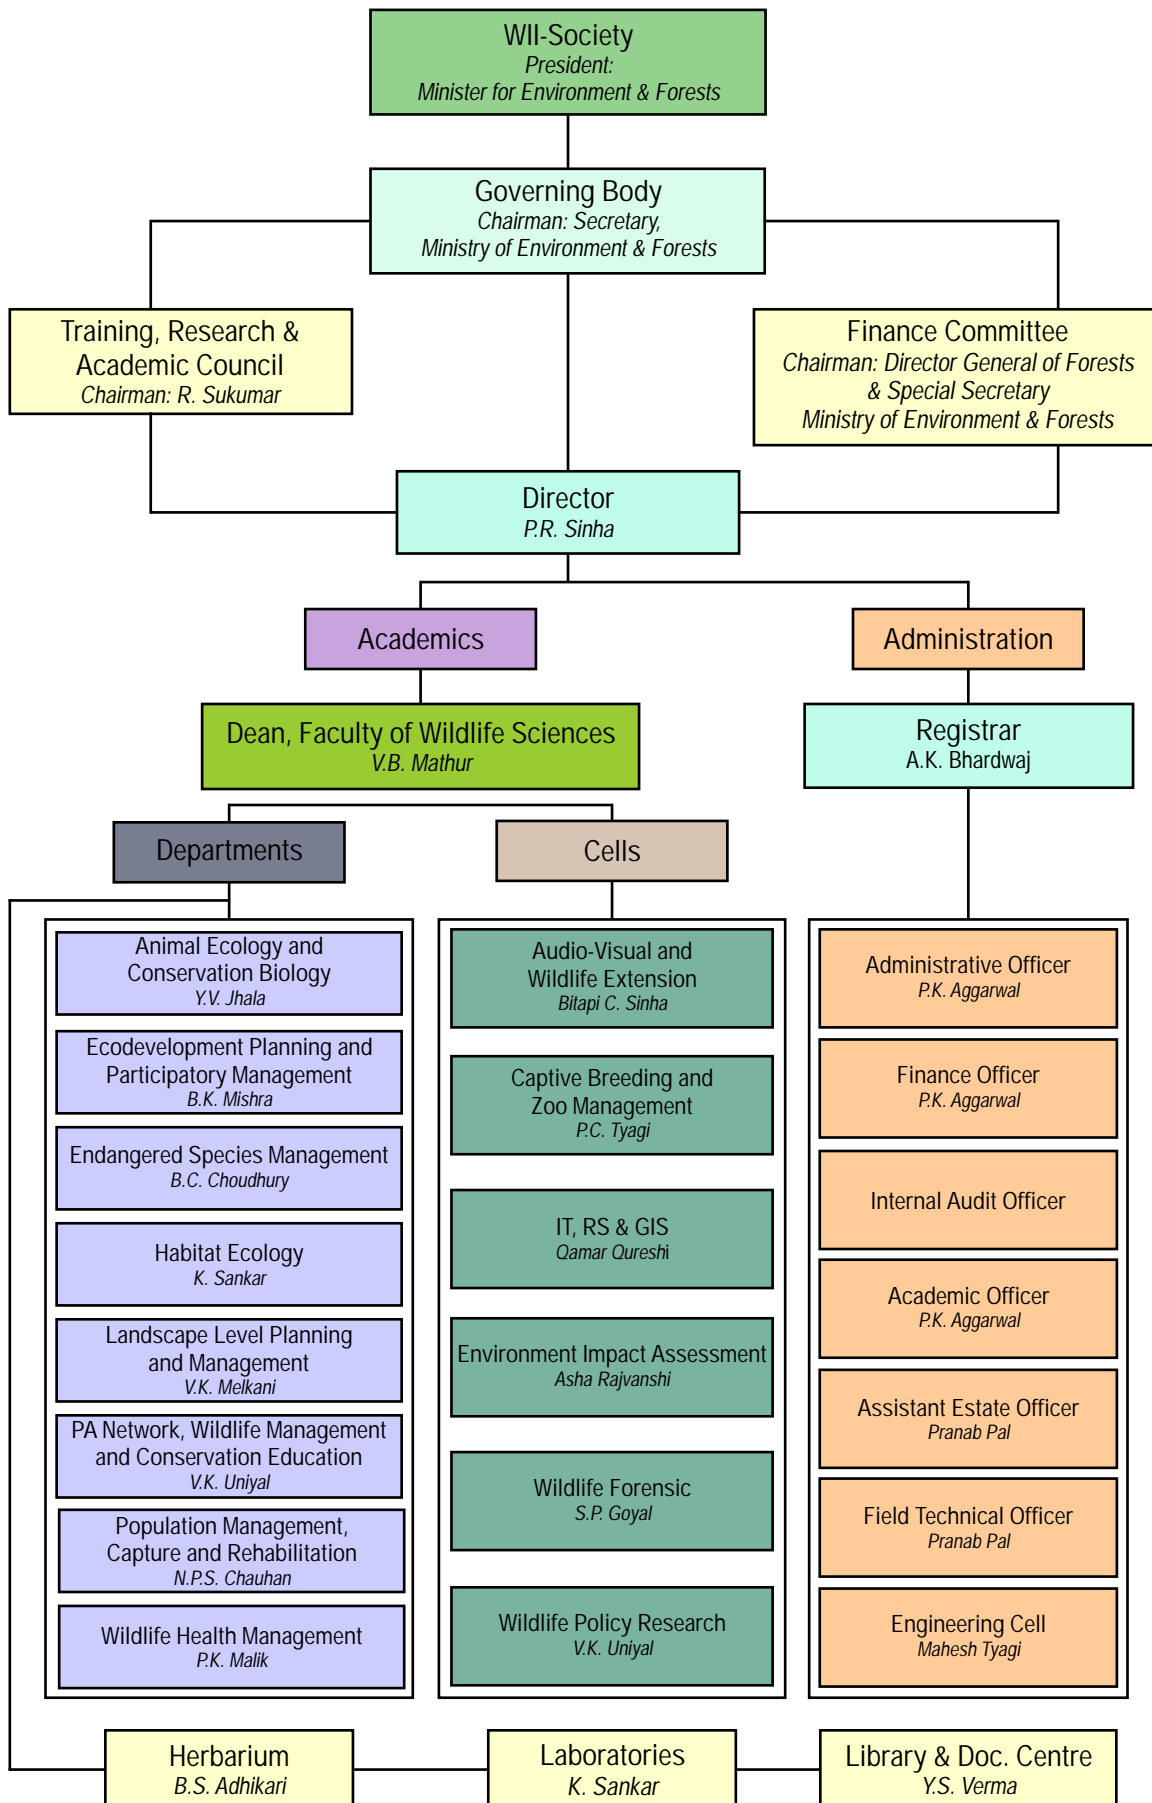 WII-Society
President:
Minister for Environment & Forests
Governing Body
Chairman: Secretary,
Ministry of Environment & Forests
Training, Research &
Academic Council
Chairman: R. Sukumar
Finance Committee
Chairman: Director General of Forests
& Special Secretary
Ministry of Environment & Forests
Director
P.R. Sinha
Academics
Administration
Dean, Faculty of Wildlife Sciences
V.B. Mathur
Registrar
A.K. Bhardwaj
Departments
Cells
Animal Ecology and
Conservation Biology
Y.V. Jhala
Ecodevelopment Planning and
Participatory Management
B.K. Mishra
Endangered Species Management
B.C. Choudhury
Habitat Ecology
K. Sankar
Landscape Level Planning
and Management
V.K. Melkani
PA Network, Wildlife Management
and Conservation Education
V.K. Uniyal
Population Management,
Capture and Rehabilitation
N.P.S. Chauhan
Wildlife Health Management
P.K. Malik
Audio-Visual and
Wildlife Extension
Bitapi C. Sinha
Captive Breeding and
Zoo Management
P.C. Tyagi
IT, RS & GIS
Qamar Qureshi
Environment Impact Assessment
Asha Rajvanshi
Wildlife Forensic
S.P. Goyal
Wildlife Policy Research
V.K. Uniyal
Administrative Officer
P.K. Aggarwal
Finance Officer
P.K. Aggarwal
Internal Audit Officer
Academic Officer
P.K. Aggarwal
Assistant Estate Officer
Pranab Pal
Field Technical Officer
Pranab Pal
Engineering Cell
Mahesh Tyagi
Herbarium
B.S. Adhikari
Laboratories
K. Sankar
Library & Doc. Centre
Y.S. Verma